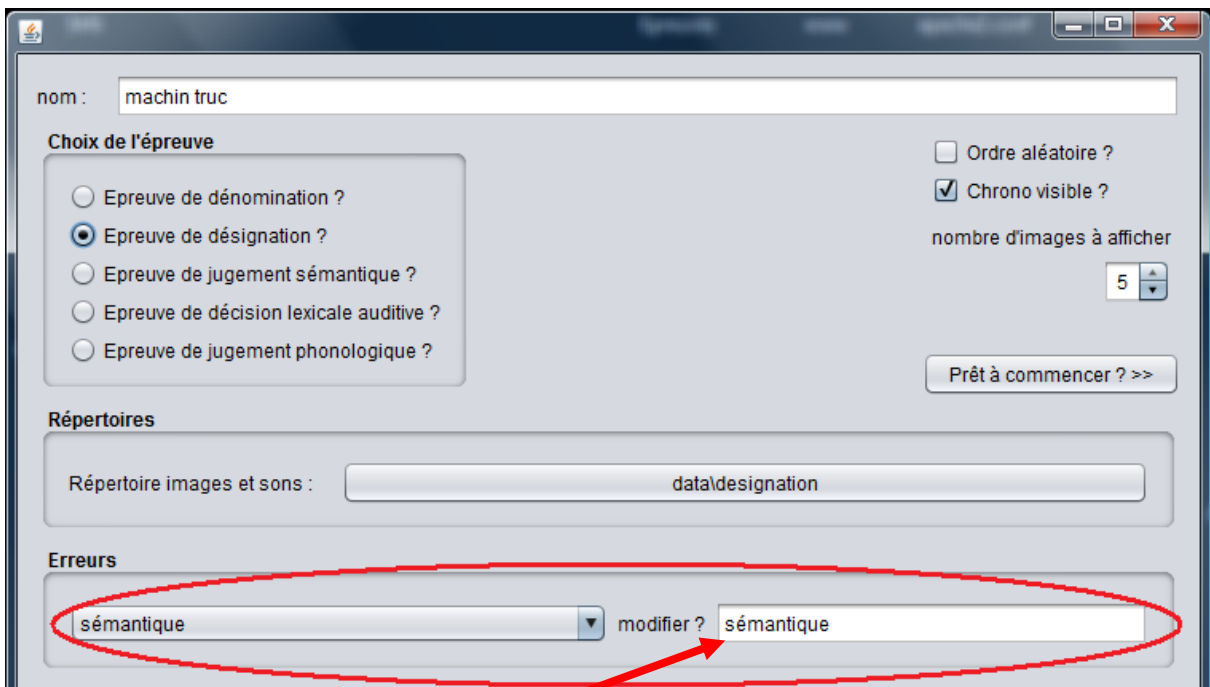 nom : machin truc
Choix de l'épreuve
Epreuve de dénomination ?
Epreuve de désignation ?
Epreuve de jugement sémantique ?
Epreuve de décision lexicale auditive ?
Epreuve de jugement phonologique ?
Ordre aléatoire ?
Chrono visible ?
nombre d'images à afficher
5
Prêt à commencer ? >>
Répertoires
Répertoire images et sons : data\designation
Erreurs
sémantique modifier ? sémantique